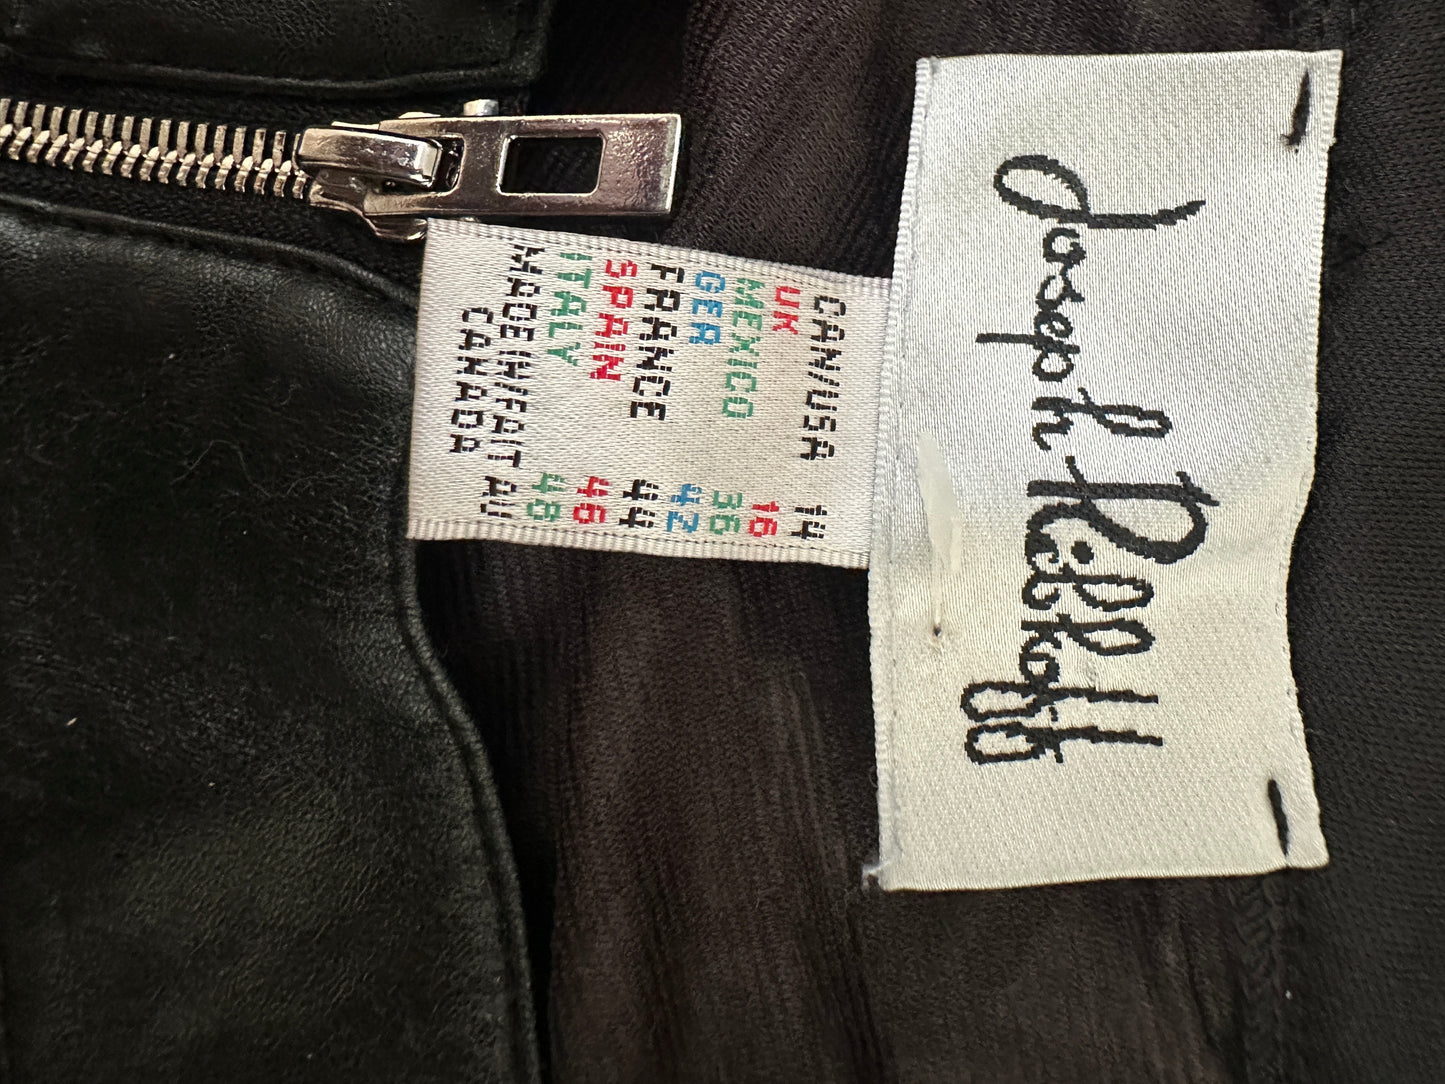 Joseph Ribkoff
CAN/USA 14
UK 16
MEXICO 36
GER 42
FRANCE 44
SPAIN 46
ITALY 48
MADE IN/FAIT AU
CANADA